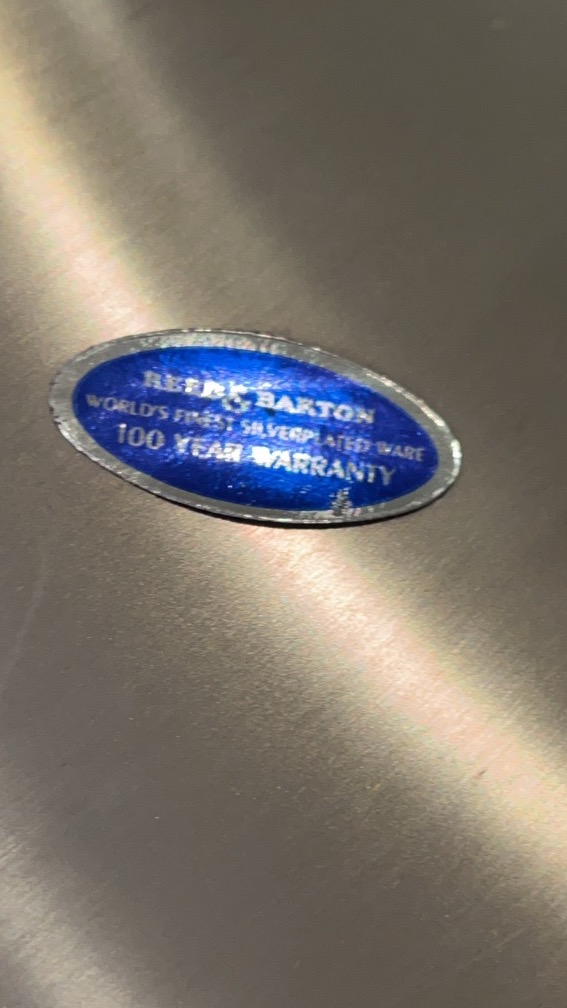 REED & BARTON
WORLD'S FINEST SILVERPLATED WARE
100 YEAR WARRANTY